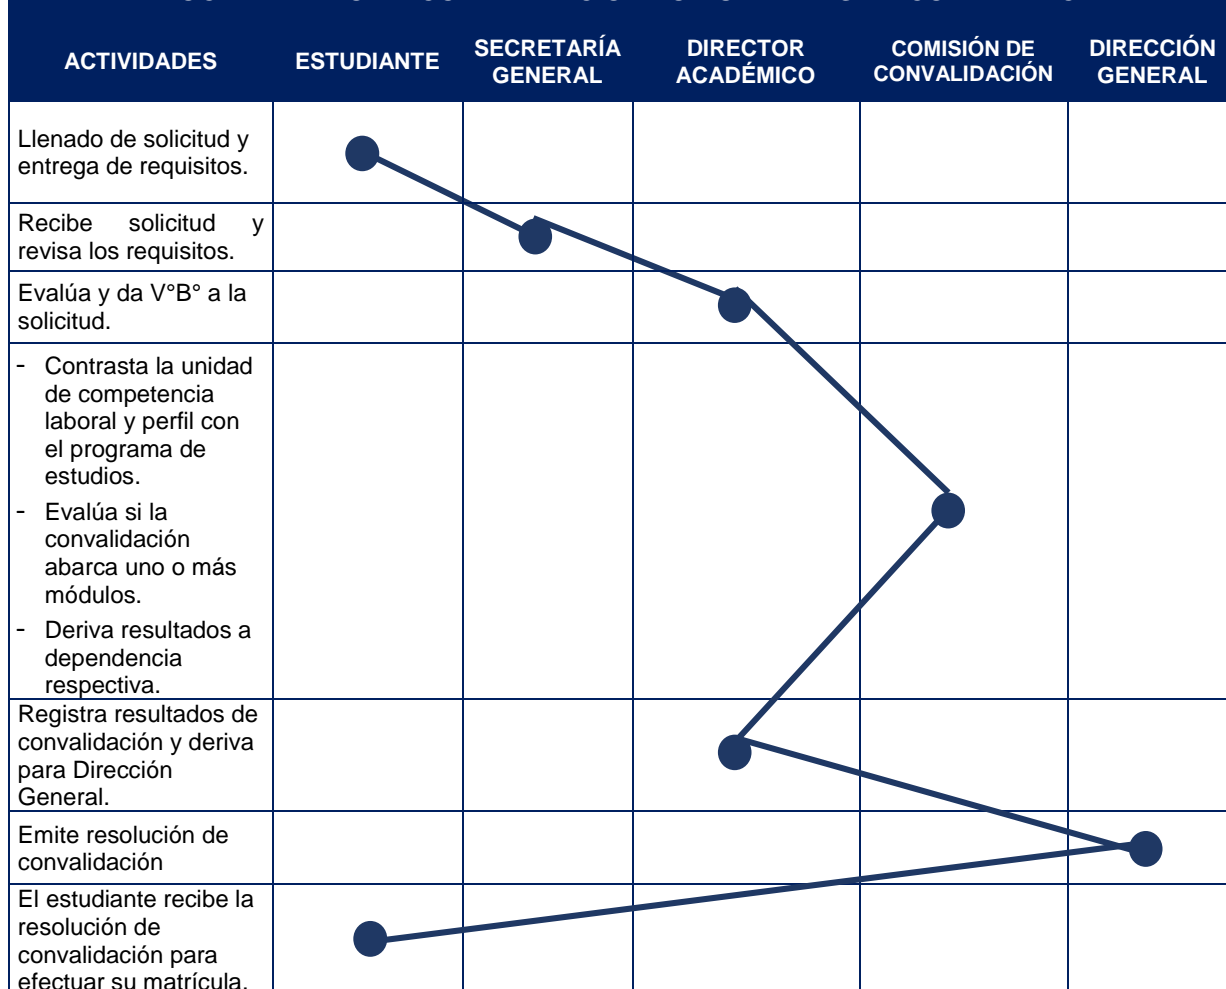 ACTIVIDADES
ESTUDIANTE
SECRETARÍA
GENERAL
DIRECTOR
ACADÉMICO
COMISIÓN DE
CONVALIDACIÓN
DIRECCIÓN
GENERAL
Llenado de solicitud y
entrega de requisitos.
Recibe solicitud y
revisa los requisitos.
Evalúa y da V°B° a la
solicitud.
- Contrasta la unidad
de competencia
laboral y perfil con
el programa de
estudios.
- Evalúa si la
convalidación
abarca uno o más
módulos.
- Deriva resultados a
dependencia
respectiva.
Registra resultados de
convalidación y deriva
para Dirección
General.
Emite resolución de
convalidación
El estudiante recibe la
resolución de
convalidación para
efectuar su matrícula.